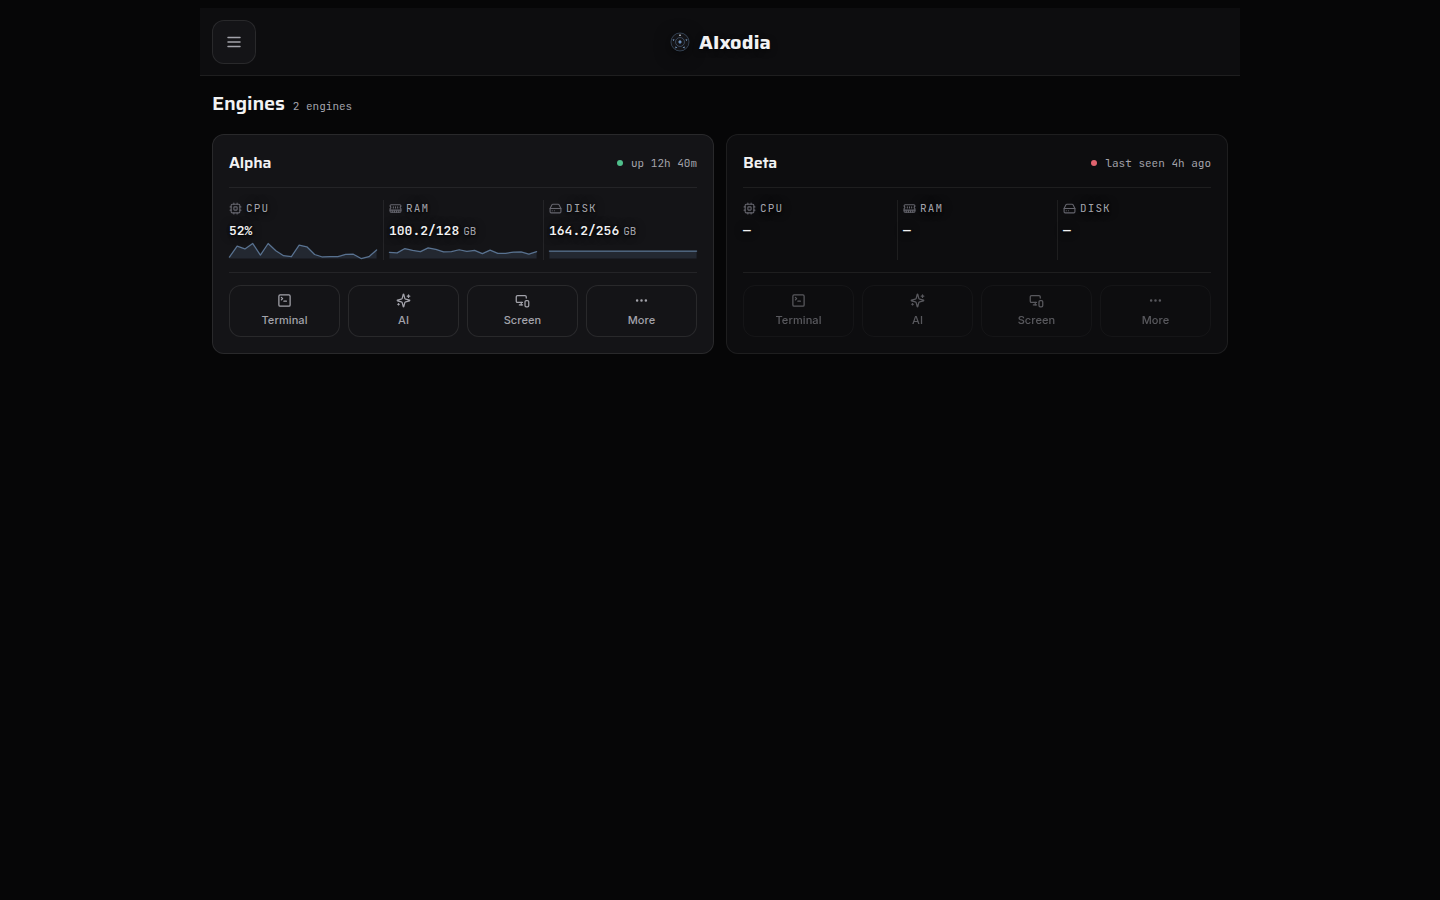 AIxodia
Engines 2 engines
Alpha
up 12h 40m
CPU
52%
RAM
100.2/128 GB
DISK
164.2/256 GB
Terminal
AI
Screen
More
Beta
last seen 4h ago
CPU
—
RAM
—
DISK
—
Terminal
AI
Screen
More